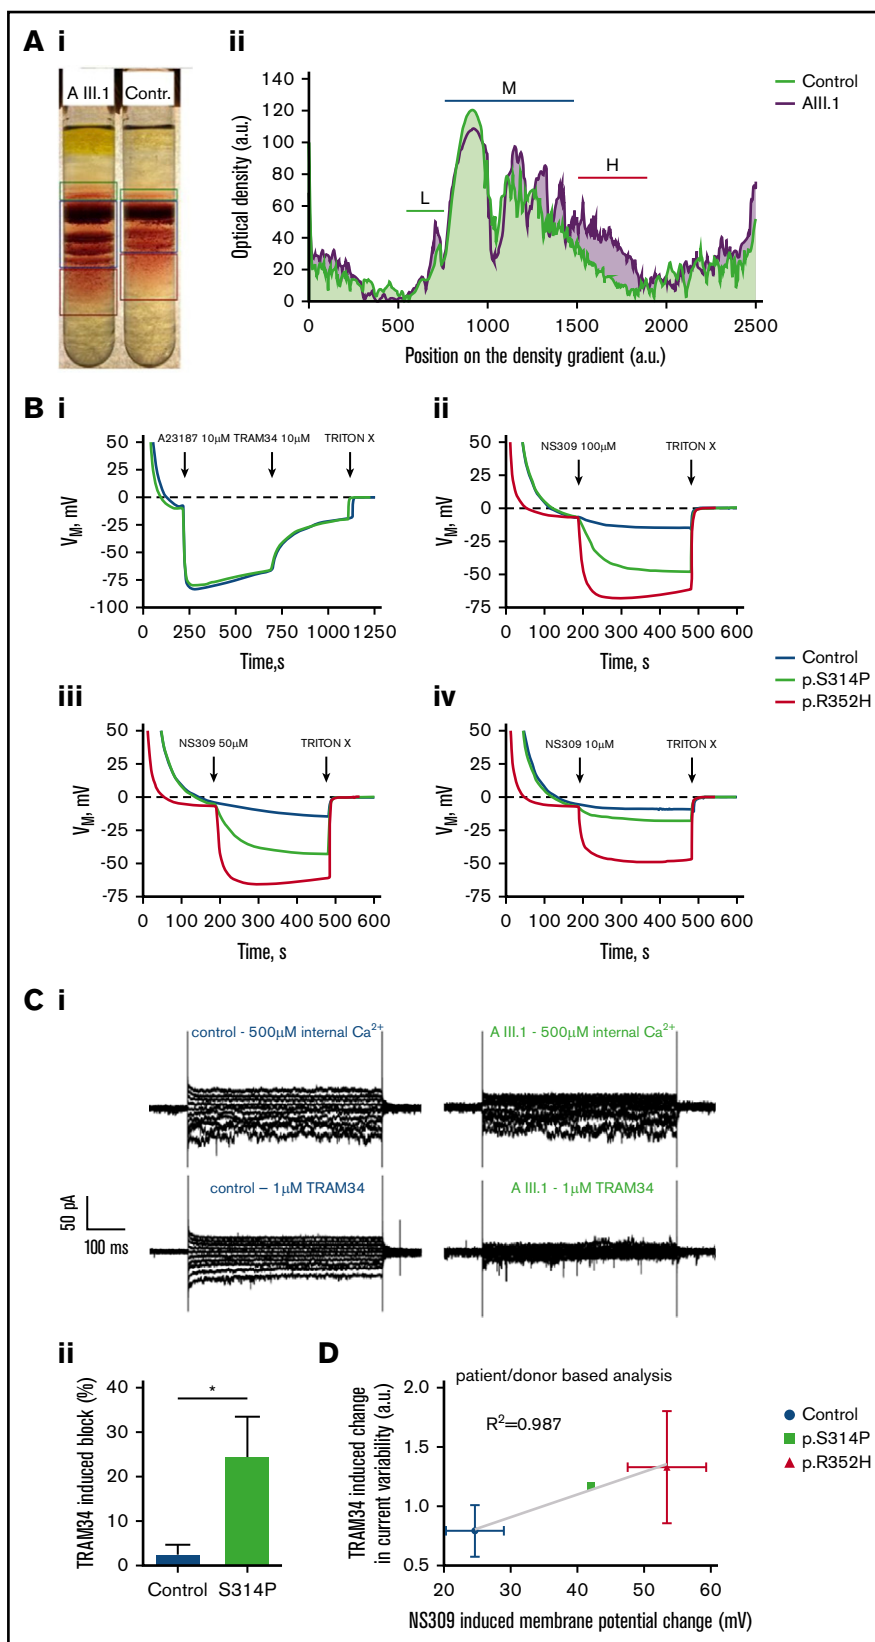 A i
ii
A III.1 Contr.
Optical density (a.u.)
140
120
100
80
60
40
20
0
L
M
H
Control
AIII.1
0 500 1000 1500 2000 2500
Position on the density gradient (a.u.)
B i
V_M, mV
50
25
0
-25
-50
-75
-100
A23187 10μM TRAM34 10μM TRITON X
0 250 500 750 1000 1250
Time,s
ii
V_M, mV
50
25
0
-25
-50
-75
NS309 100μM TRITON X
0 100 200 300 400 500 600
Time, s
Control
p.S314P
p.R352H
iii
V_M, mV
50
25
0
-25
-50
-75
NS309 50μM TRITON X
0 100 200 300 400 500 600
Time, s
iv
V_M, mV
50
25
0
-25
-50
-75
NS309 10μM TRITON X
0 100 200 300 400 500 600
Time, s
C i
control - 500μM internal Ca²⁺
A III.1 - 500μM internal Ca²⁺
control – 1μM TRAM34
A III.1 - 1μM TRAM34
50 pA
100 ms
ii
TRAM34 induced block (%)
40
30
20
10
0
*
Control S314P
D
TRAM34 induced change
in current variability (a.u.)
2.0
1.5
1.0
0.5
patient/donor based analysis
R²=0.987
20 30 40 50 60
NS309 induced membrane potential change (mV)
Control
p.S314P
p.R352H